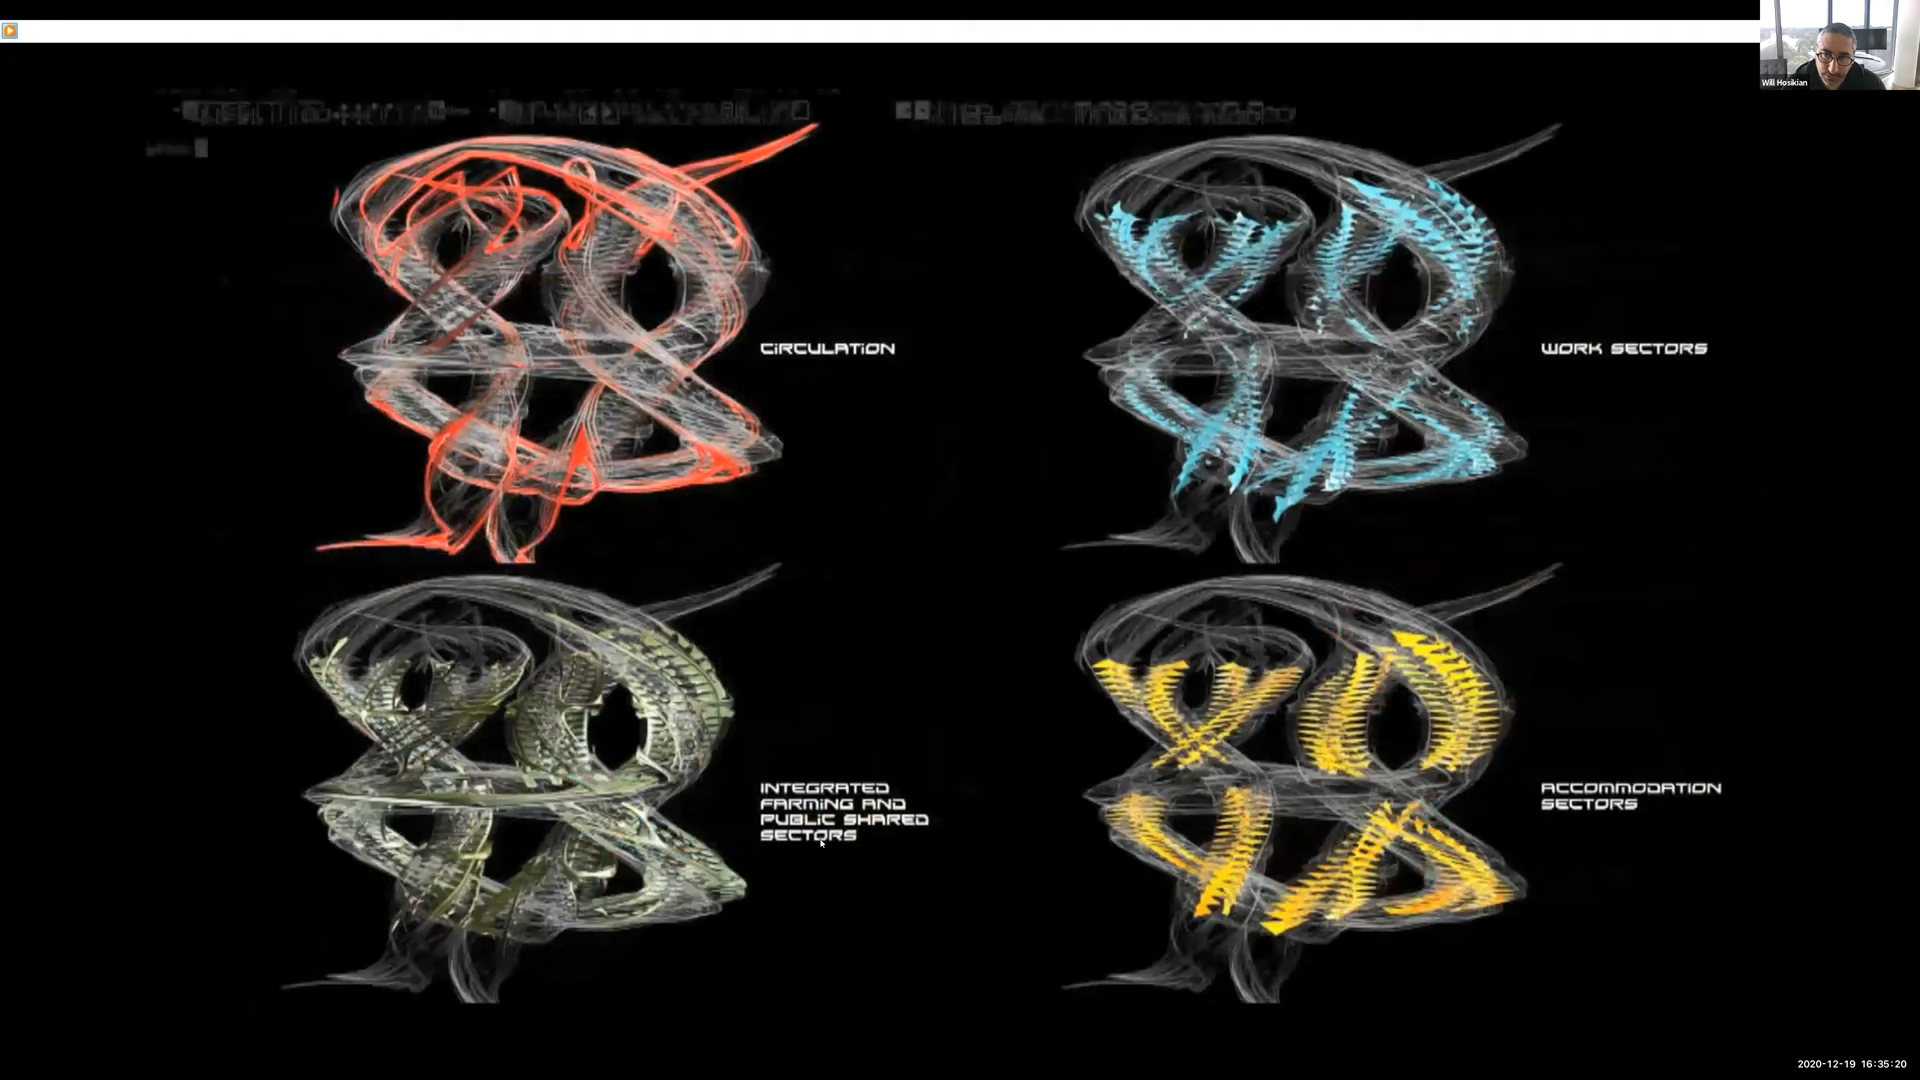 Will Hosikian
CIRCULATION
WORK SECTORS
INTEGRATED
FARMING AND
PUBLIC SHARED
SECTORS
ACCOMMODATION
SECTORS
2020-12-19 16:35:20